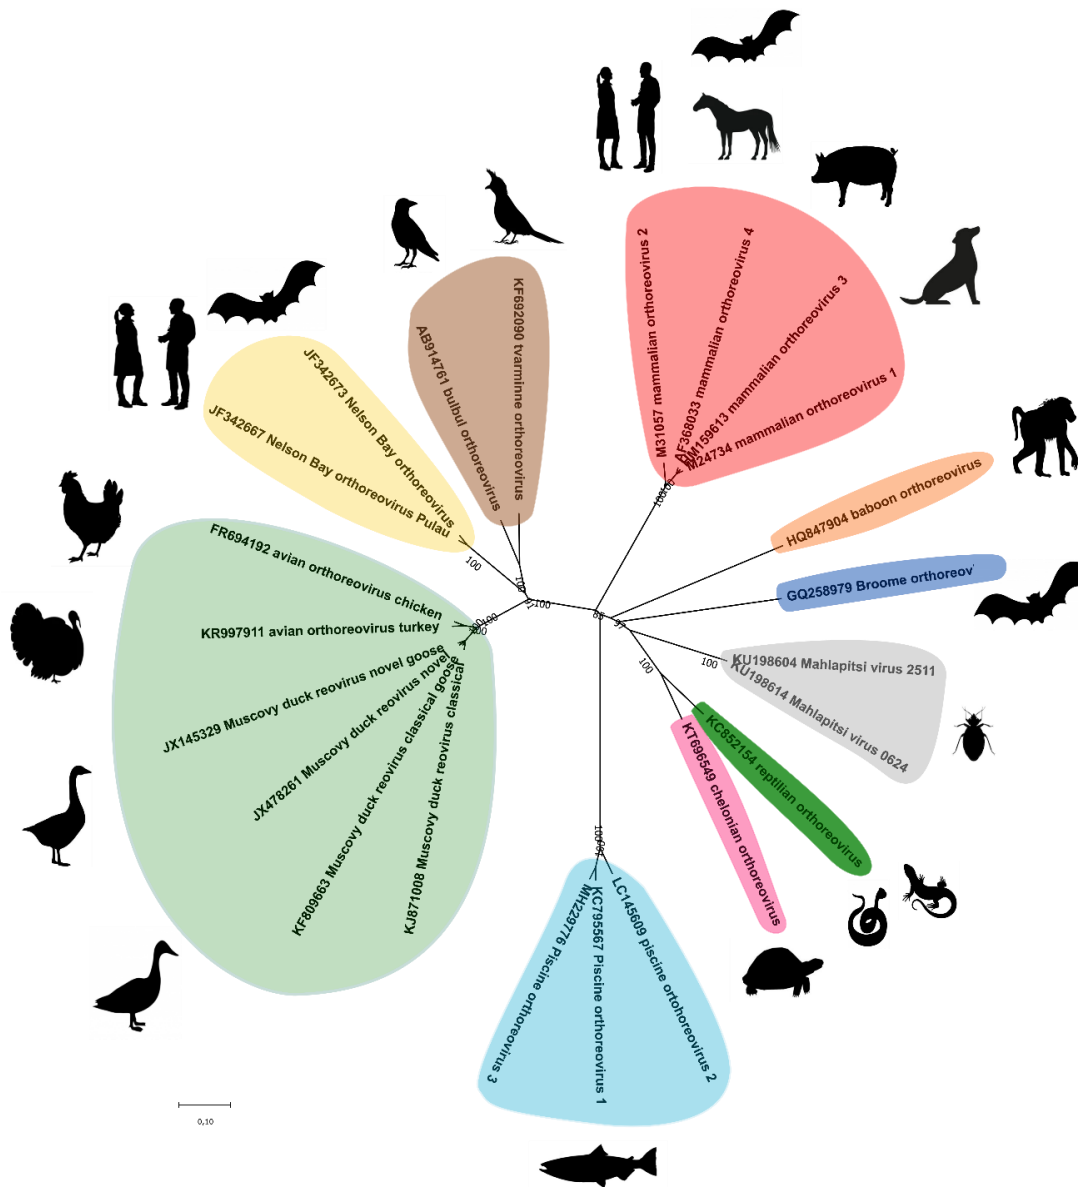 M31057 mammalian orthoreovirus 2
AF368033 mammalian orthoreovirus 4
mammalian orthoreovirus 3
M24734 mammalian orthoreovirus 1
KF692090 tvarminne orthoreovirus
AB914761 bulbul orthoreovirus
JF342673 Nelson Bay orthoreovirus
JF342667 Nelson Bay orthoreovirus Pulau
HQ847904 baboon orthoreovirus
GQ258979 Broome orthoreov
FR694192 avian orthoreovirus chicken
KR997911 avian orthoreovirus turkey
JX145329 Muscovy duck reovirus novel goose
JX478261 Muscovy duck reovirus novel
KF809663 Muscovy duck reovirus classical goose
KJ871008 Muscovy duck reovirus classical
KU198604 Mahlapitsi virus 2511
KU198614 Mahlapitsi virus 0624
KC852154 reptilian orthoreovirus
KT696549 chelonian orthoreovirus
MH229776 Piscine orthoreovirus 3
KC795567 Piscine orthoreovirus 1
LC145609 piscine ortohoreovirus 2
100
100
100
100
100
100
100
0,10